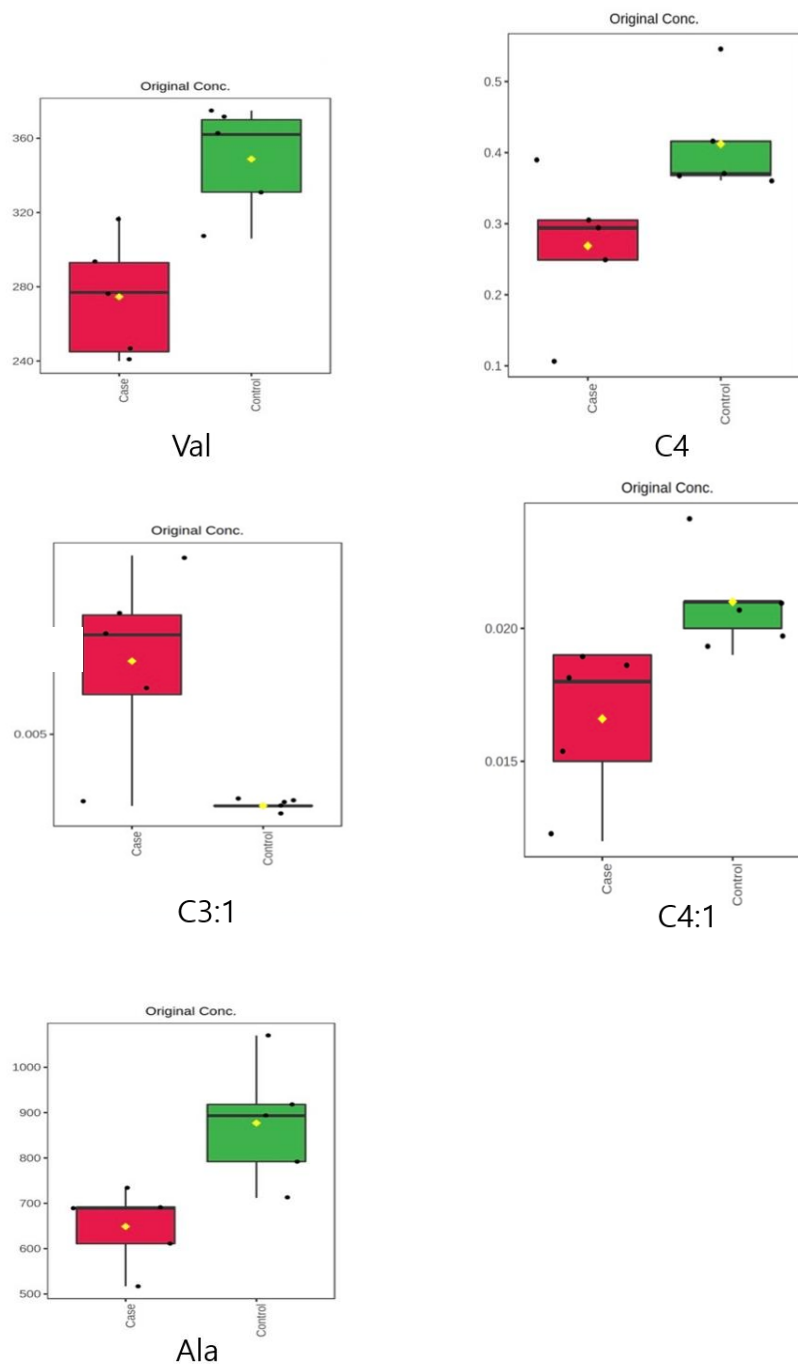 Original Conc.
360
320
280
240
Case
Control
Val
Original Conc.
0.5
0.4
0.3
0.2
0.1
Case
Control
C4
Original Conc.
0.005
Case
Control
C3:1
Original Conc.
0.020
0.015
Case
Control
C4:1
Original Conc.
1000
900
800
700
600
500
Case
Control
Ala